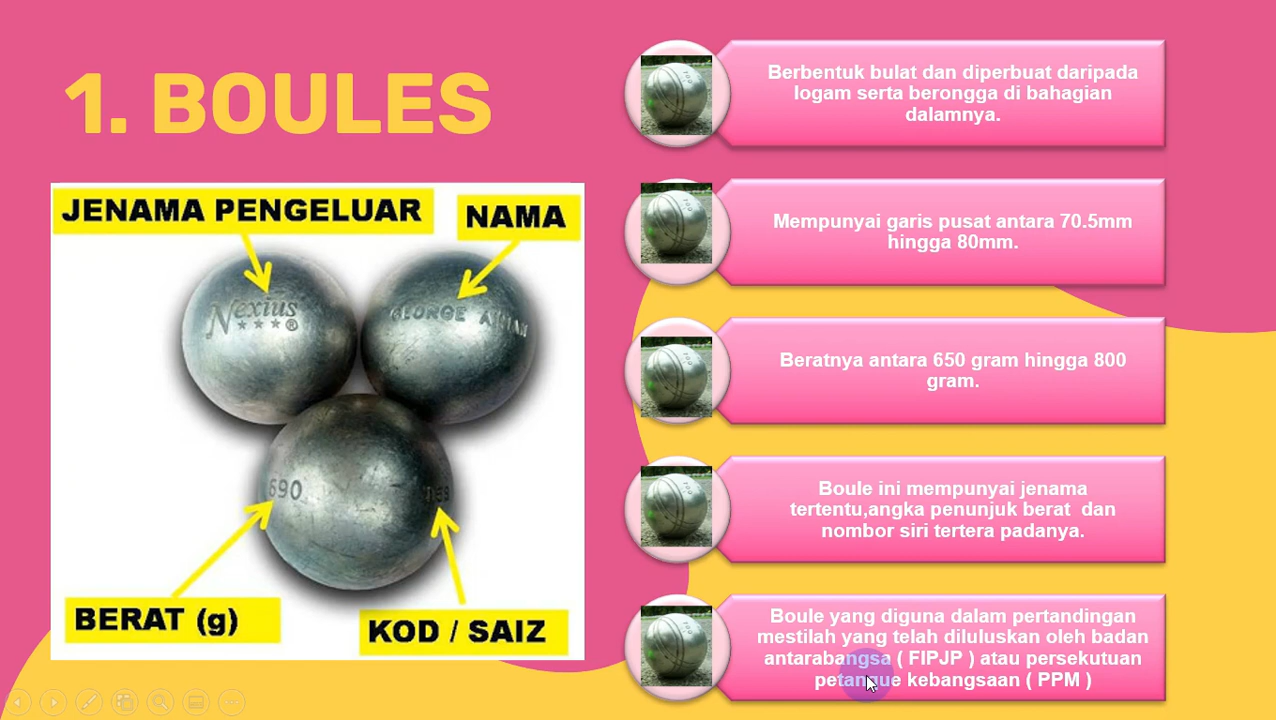 1. BOULES
JENAMA PENGELUAR
NAMA
Nexius
★★★®
GEORGE
690
BERAT (g)
KOD / SAIZ
Berbentuk bulat dan diperbuat daripada
logam serta berongga di bahagian
dalamnya.
Mempunyai garis pusat antara 70.5mm
hingga 80mm.
Beratnya antara 650 gram hingga 800
gram.
Boule ini mempunyai jenama
tertentu,angka penunjuk berat  dan
nombor siri tertera padanya.
Boule yang diguna dalam pertandingan
mestilah yang telah diluluskan oleh badan
antarabangsa ( FIPJP ) atau persekutuan
petanque kebangsaan ( PPM )